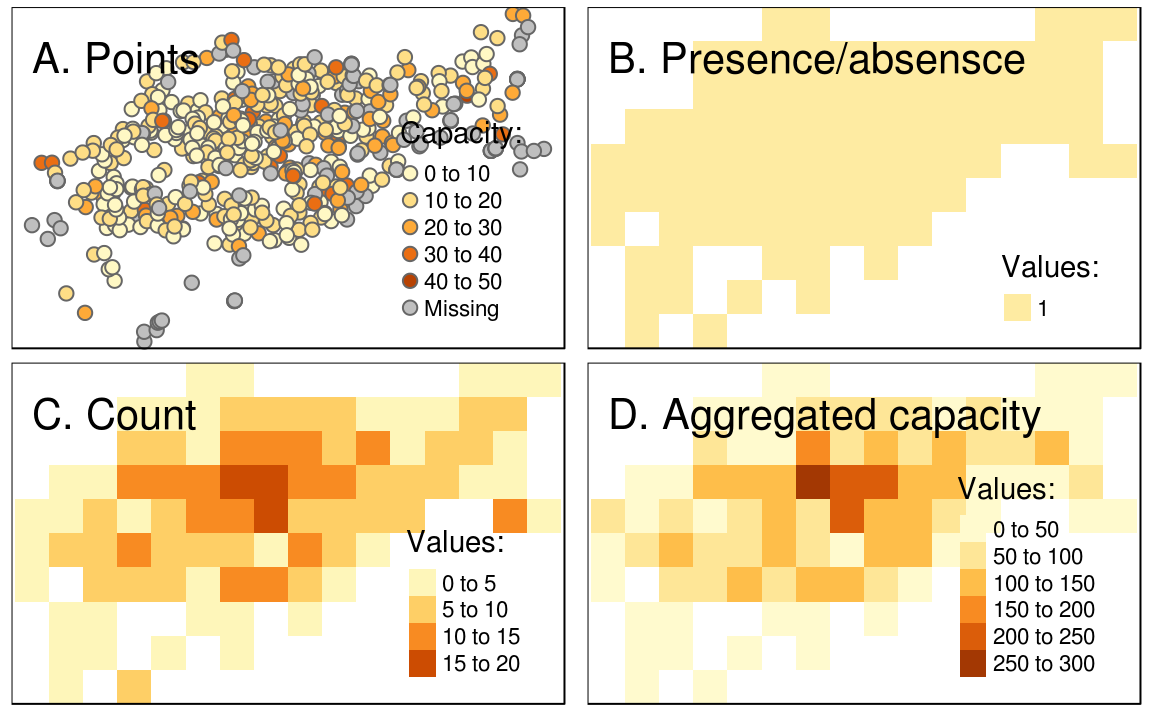 A. Points
Capacity:
0 to 10
10 to 20
20 to 30
30 to 40
40 to 50
Missing
B. Presence/absensce
Values:
1
C. Count
Values:
0 to 5
5 to 10
10 to 15
15 to 20
D. Aggregated capacity
Values:
0 to 50
50 to 100
100 to 150
150 to 200
200 to 250
250 to 300